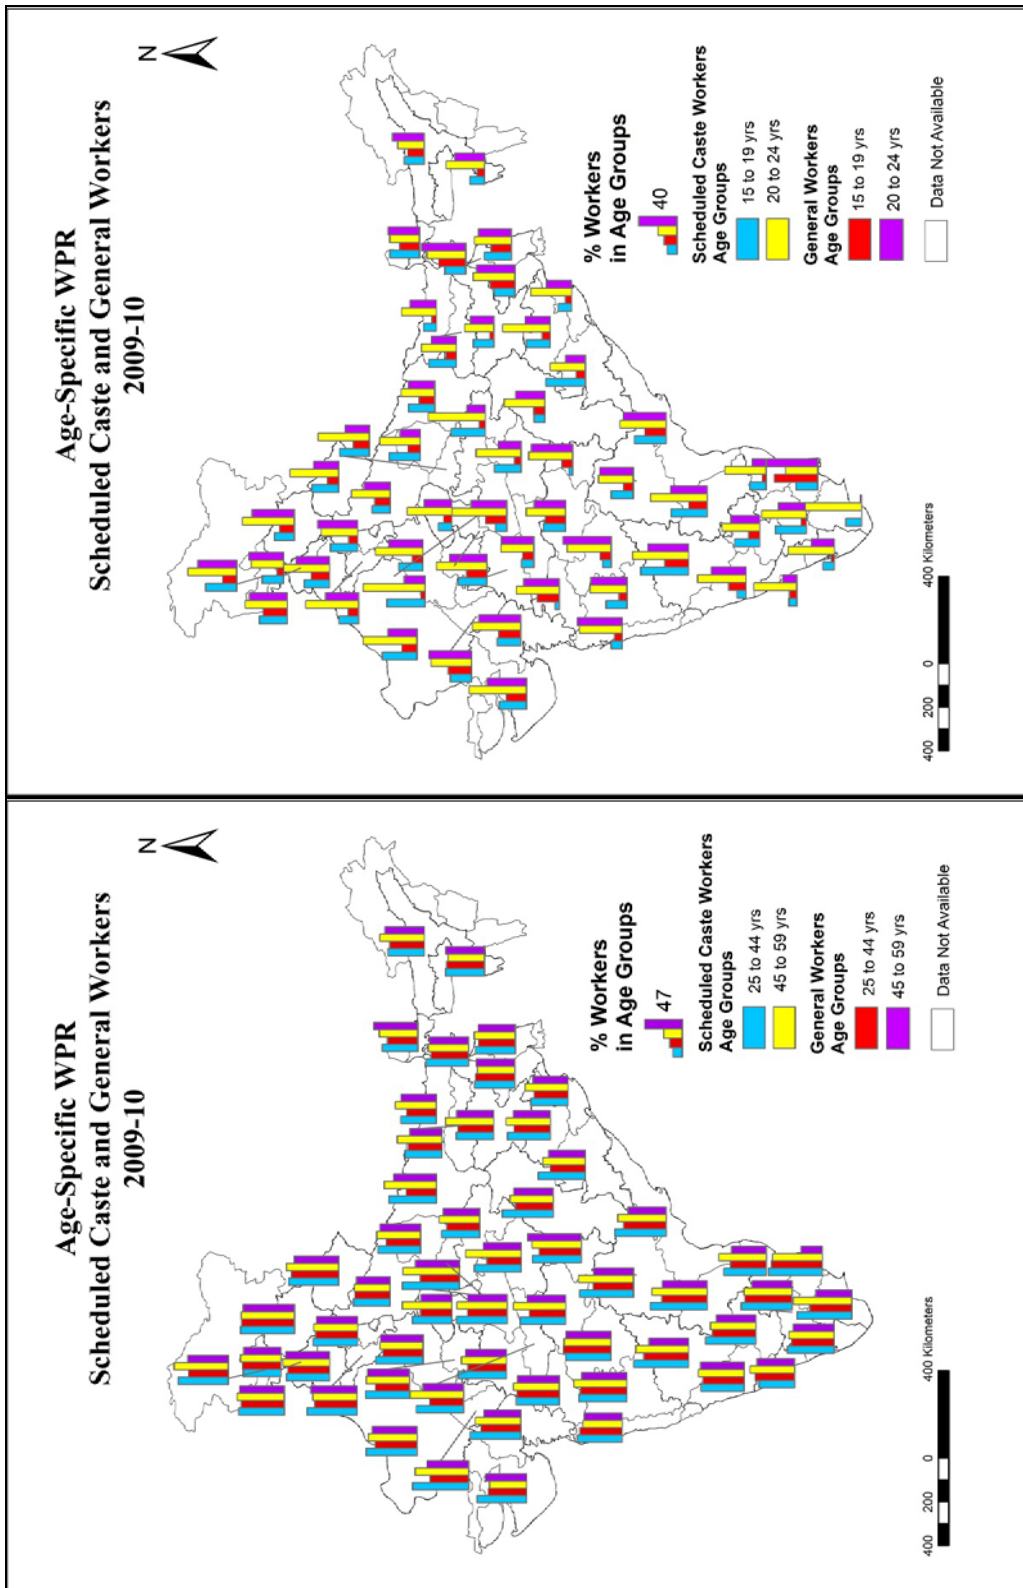 Age-Specific WPR
Scheduled Caste and General Workers
2009-10
N
% Workers
in Age Groups
40
Scheduled Caste Workers
Age Groups
15 to 19 yrs
20 to 24 yrs
General Workers
Age Groups
15 to 19 yrs
20 to 24 yrs
Data Not Available
400 200 0 400 Kilometers
Age-Specific WPR
Scheduled Caste and General Workers
2009-10
N
% Workers
in Age Groups
47
Scheduled Caste Workers
Age Groups
25 to 44 yrs
45 to 59 yrs
General Workers
Age Groups
25 to 44 yrs
45 to 59 yrs
Data Not Available
400 200 0 400 Kilometers